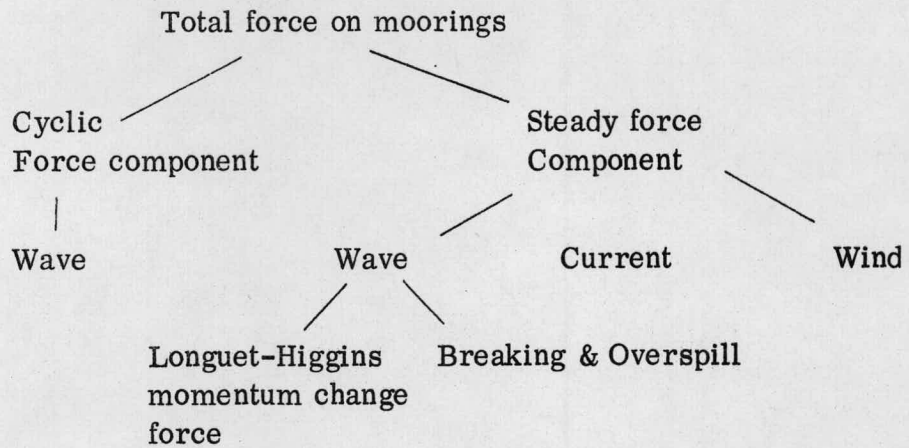 Total force on moorings
Cyclic
Force component
Steady force
Component
Wave
Wave
Current
Wind
Longuet-Higgins
momentum change
force
Breaking & Overspill